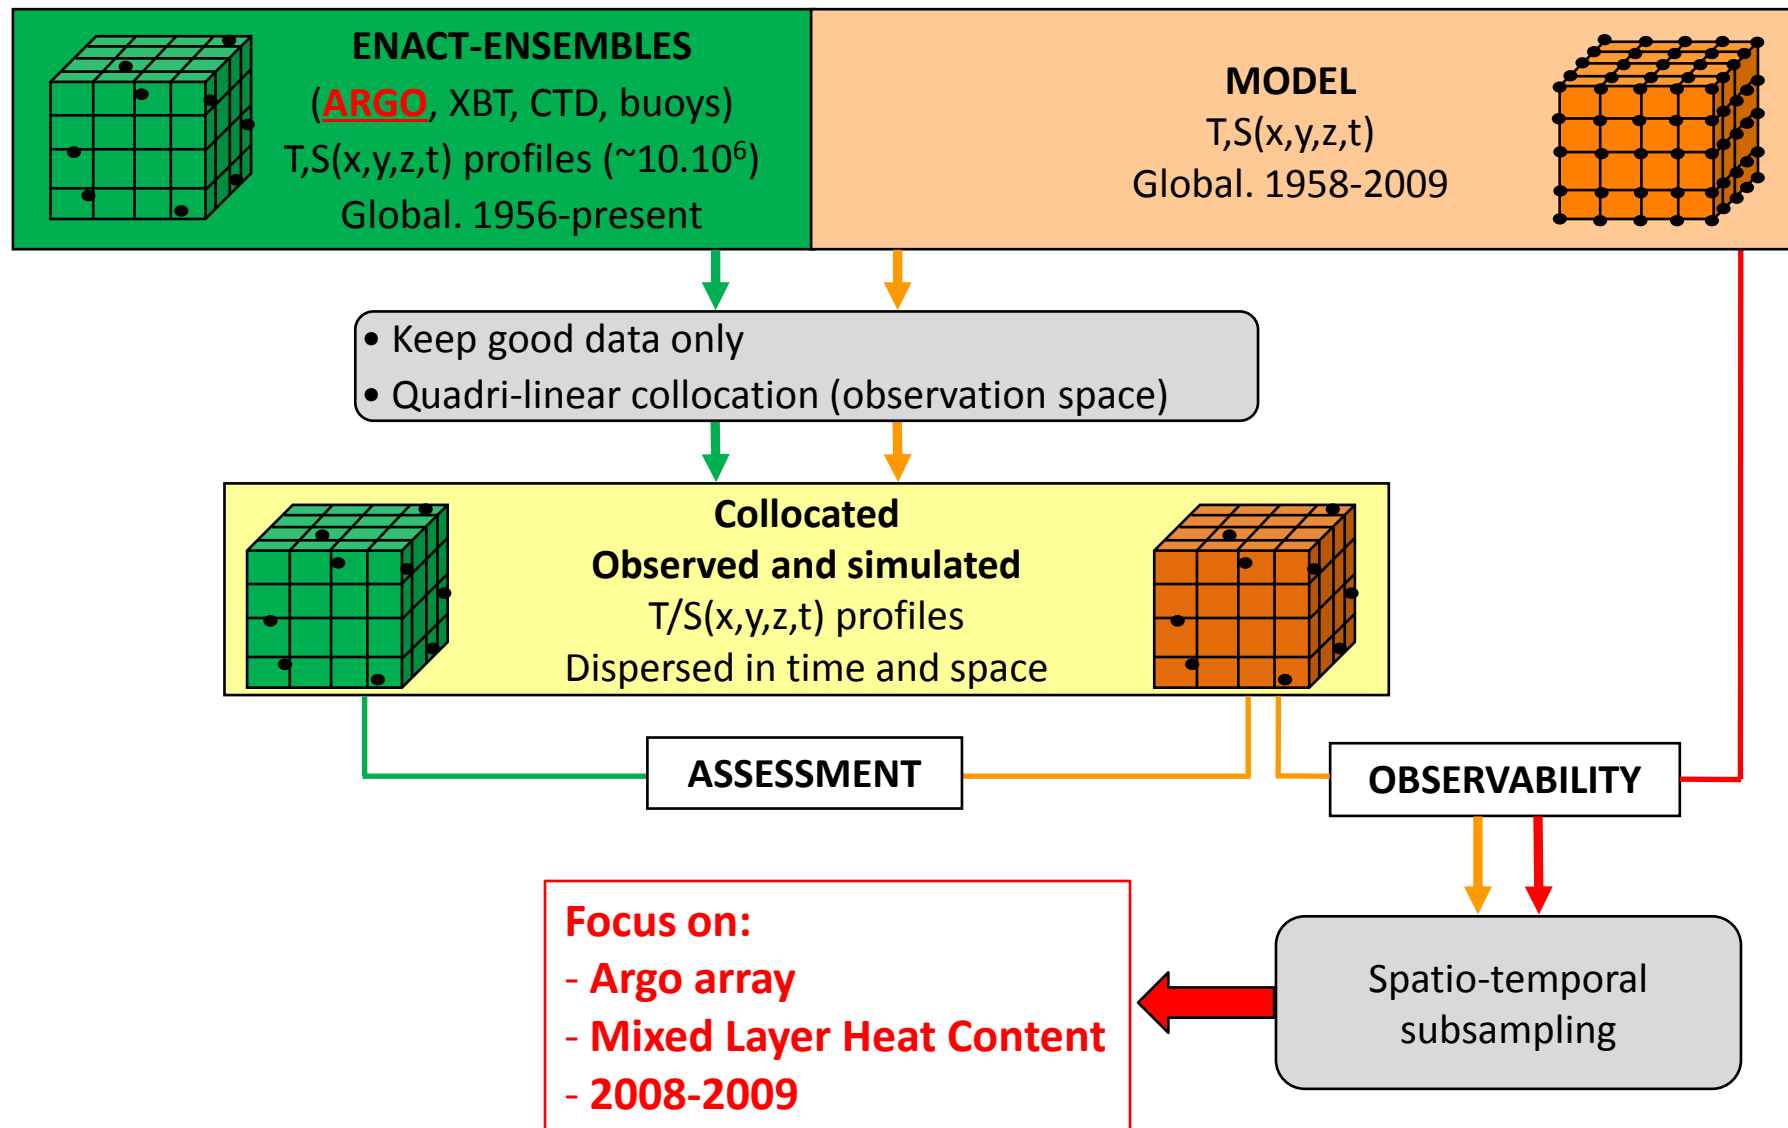 ENACT-ENSEMBLES
(ARGO, XBT, CTD, buoys)
T,S(x,y,z,t) profiles (~10.10⁶)
Global. 1956-present
MODEL
T,S(x,y,z,t)
Global. 1958-2009
• Keep good data only
• Quadri-linear collocation (observation space)
Collocated
Observed and simulated
T/S(x,y,z,t) profiles
Dispersed in time and space
ASSESSMENT
OBSERVABILITY
Focus on:
- Argo array
- Mixed Layer Heat Content
- 2008-2009
Spatio-temporal
subsampling